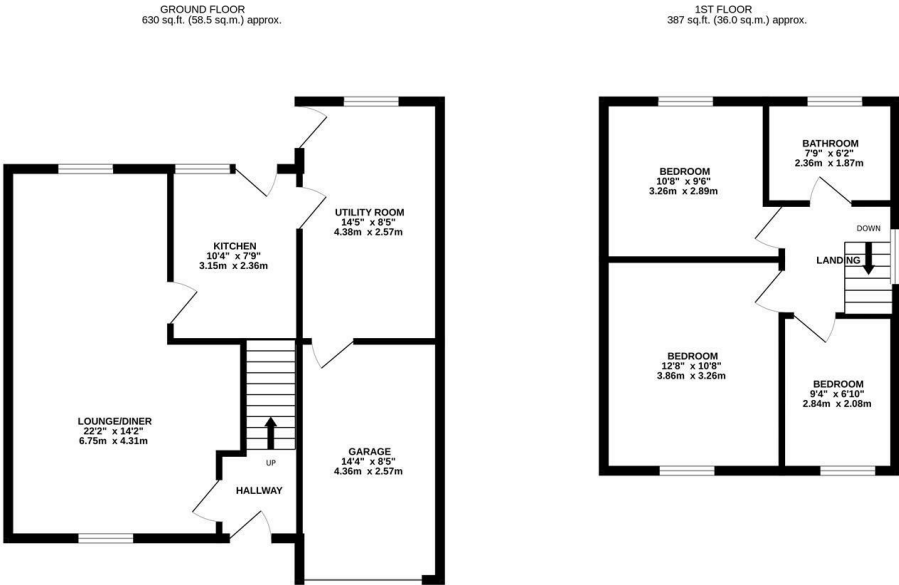 GROUND FLOOR
630 sq.ft. (58.5 sq.m.) approx.
1ST FLOOR
387 sq.ft. (36.0 sq.m.) approx.
UTILITY ROOM
14'5" x 8'5"
4.38m x 2.57m
KITCHEN
10'4" x 7'9"
3.15m x 2.36m
LOUNGE/DINER
22'2" x 14'2"
6.75m x 4.31m
UP
HALLWAY
GARAGE
14'4" x 8'5"
4.36m x 2.57m
BATHROOM
7'9" x 6'2"
2.36m x 1.87m
BEDROOM
10'8" x 9'6"
3.26m x 2.89m
DOWN
LANDING
BEDROOM
12'8" x 10'8"
3.86m x 3.26m
BEDROOM
9'4" x 6'10"
2.84m x 2.08m